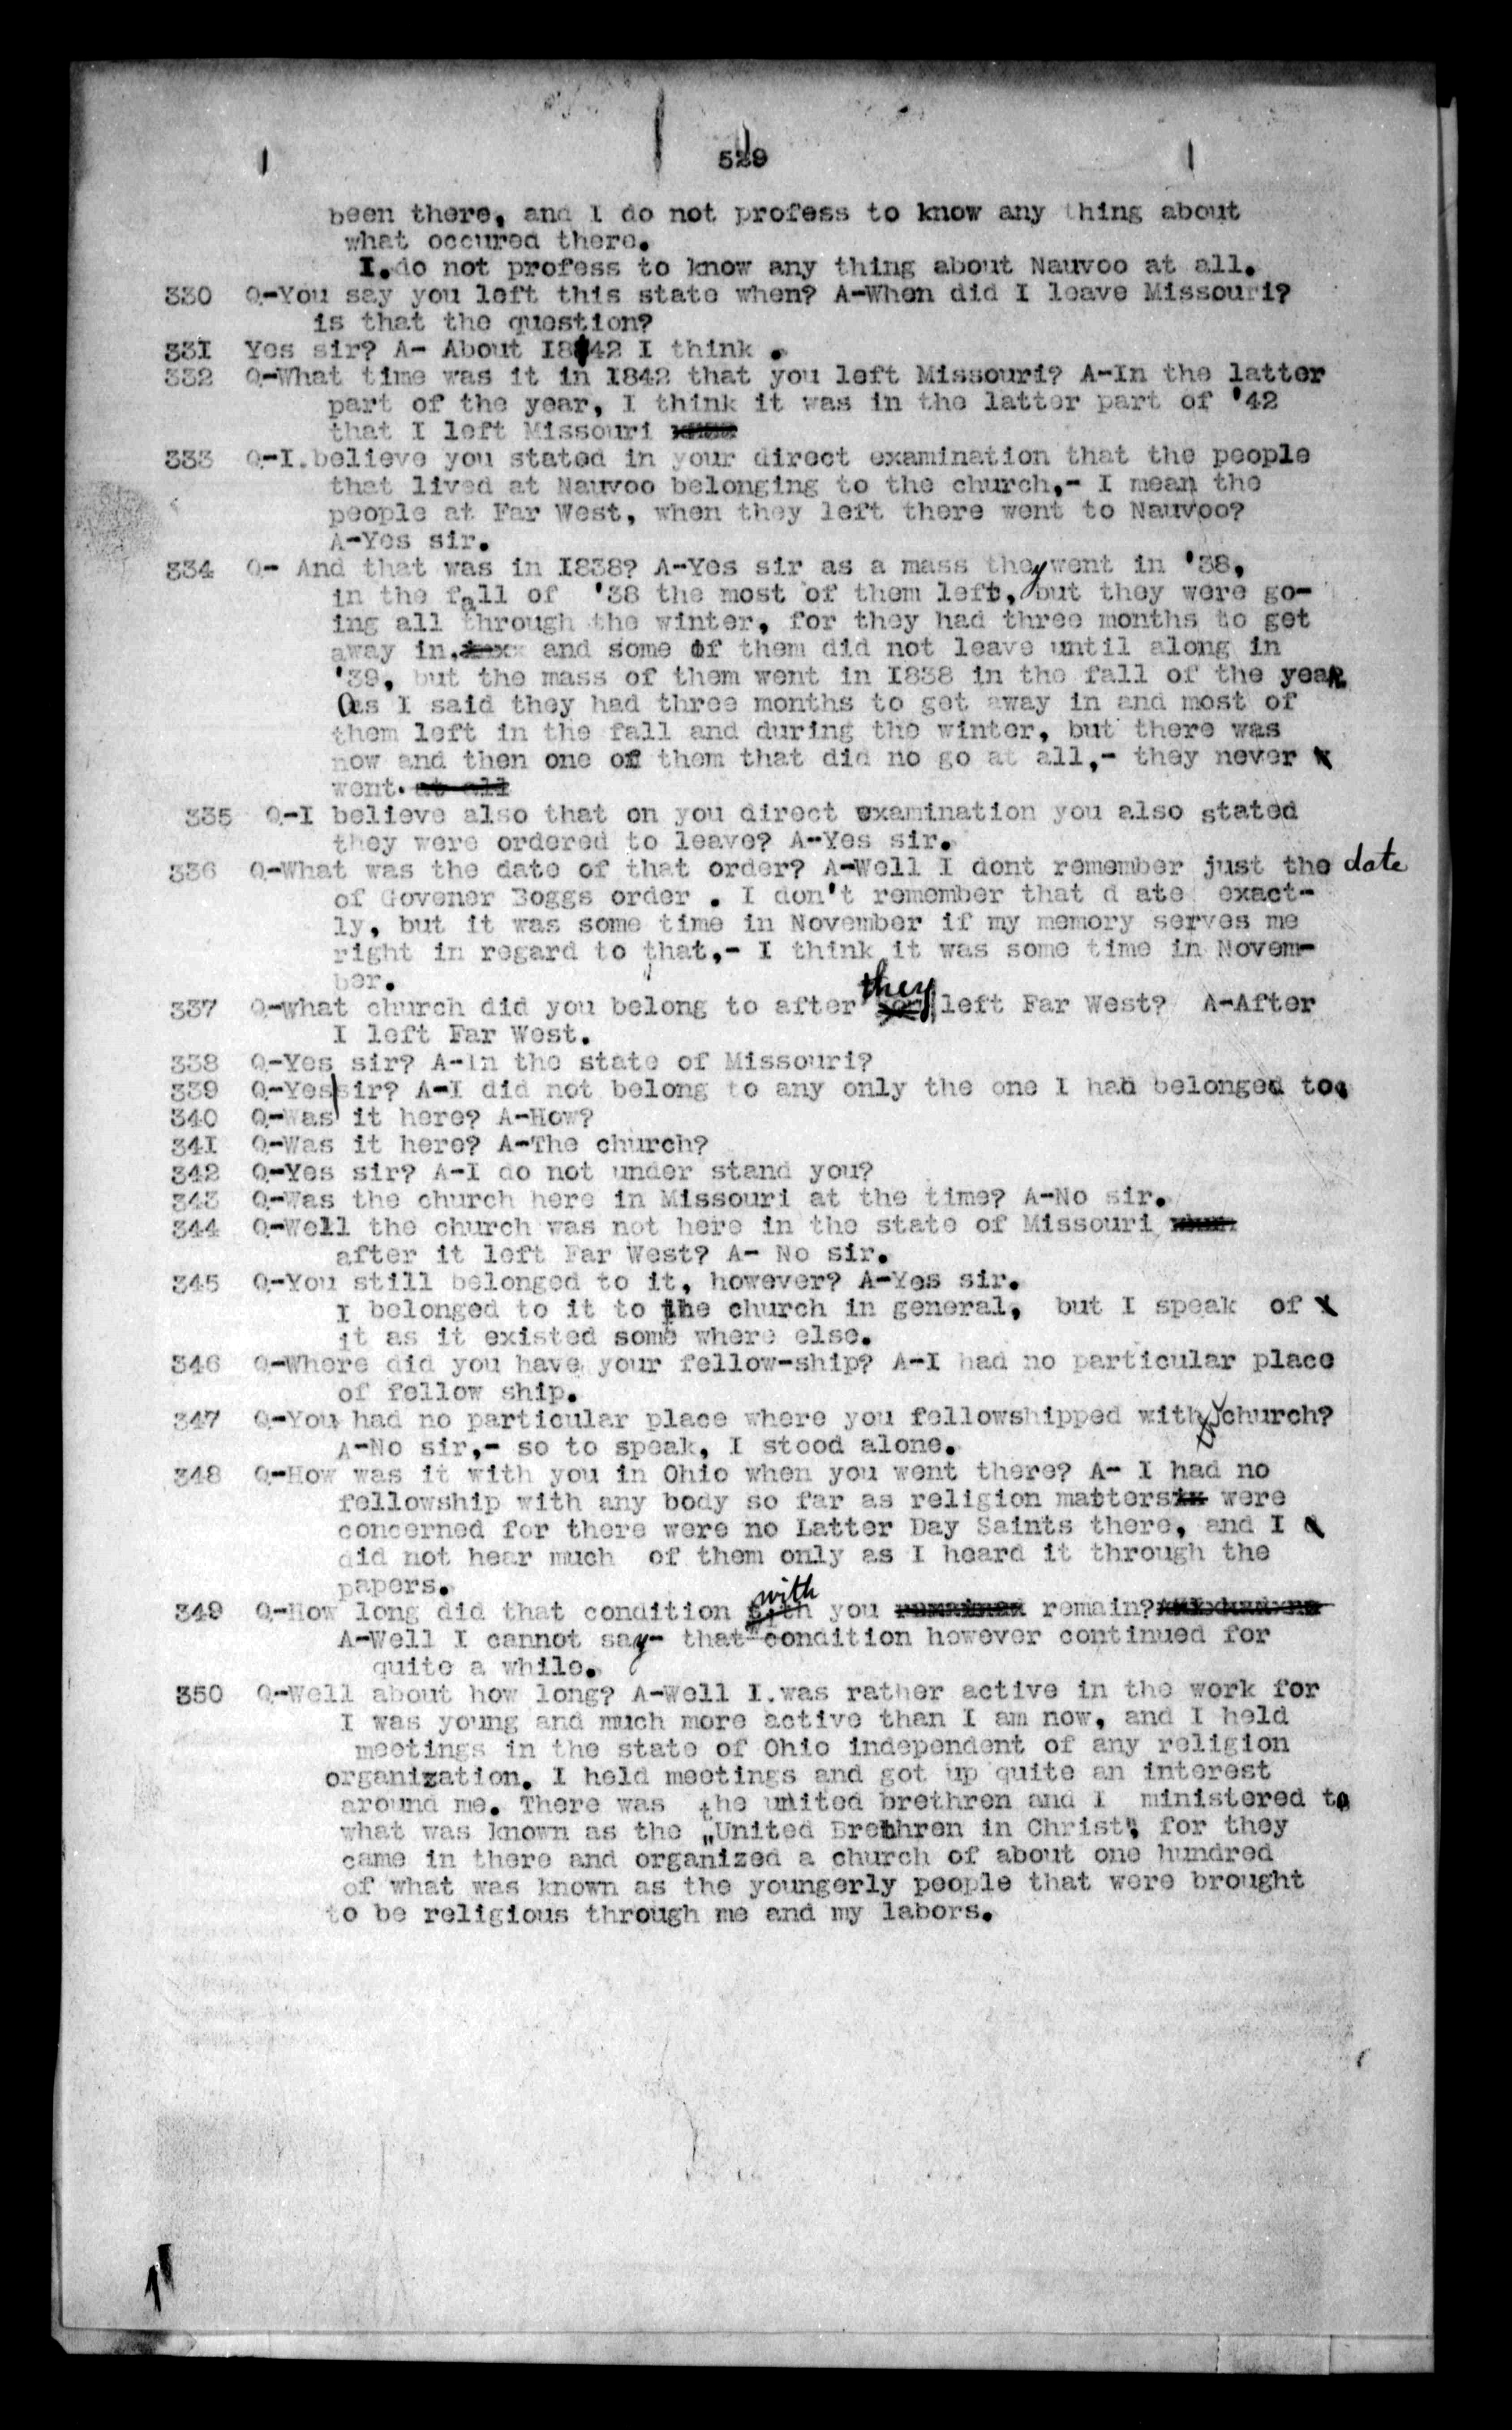 529
been there, and I do not profess to know any thing about
what occured there.
I.do not profess to know any thing about Nauvoo at all.
330 Q-You say you left this state when? A-When did I leave Missouri?
is that the question?
331 Yes sir? A- About 1842 I think .
332 Q-What time was it in 1842 that you left Missouri? A-In the latter
part of the year, I think it was in the latter part of '42
that I left Missouri
333 Q-I.believe you stated in your direct examination that the people
that lived at Nauvoo belonging to the church,- I mean the
people at Far West, when they left there went to Nauvoo?
A-Yes sir.
334 Q- And that was in 1838? A-Yes sir as a mass they went in '38,
in the fall of '38 the most of them left, but they were go-
ing all through the winter, for they had three months to get
away in. and some of them did not leave until along in
'39, but the mass of them went in 1838 in the fall of the year.
As I said they had three months to get away in and most of
them left in the fall and during the winter, but there was
now and then one of them that did no go at all,- they never
went. at all
335 Q-I believe also that on you direct examination you also stated
they were ordered to leave? A-Yes sir.
336 Q-What was the date of that order? A-Well I dont remember just the date
of Govener Boggs order . I don't remember that d ate exact-
ly, but it was some time in November if my memory serves me
right in regard to that,- I think it was some time in Novem-
ber.
337 Q-What church did you belong to after they left Far West? A-After
I left Far West.
338 Q-Yes sir? A-In the state of Missouri?
339 Q-Yes sir? A-I did not belong to any only the one I had belonged to.
340 Q-Was it here? A-How?
341 Q-Was it here? A-The church?
342 Q-Yes sir? A-I do not under stand you?
343 Q-Was the church here in Missouri at the time? A-No sir.
344 Q-Well the church was not here in the state of Missouri
after it left Far West? A- No sir.
345 Q-You still belonged to it, however? A-Yes sir.
I belonged to it to the church in general, but I speak of
it as it existed some where else.
346 Q-Where did you have your fellow-ship? A-I had no particular place
of fellow ship.
347 Q-You had no particular place where you fellowshipped with the church?
A-No sir,- so to speak, I stood alone.
348 Q-How was it with you in Ohio when you went there? A- I had no
fellowship with any body so far as religion matters were
concerned for there were no Latter Day Saints there, and I
did not hear much of them only as I heard it through the
papers.
349 Q-How long did that condition with you remain?
A-Well I cannot say- that condition however continued for
quite a while.
350 Q-Well about how long? A-Well I.was rather active in the work for
I was young and much more active than I am now, and I held
meetings in the state of Ohio independent of any religion
organization. I held meetings and got up quite an interest
around me. There was the united brethren and I ministered to
what was known as the "United Brethren in Christ", for they
came in there and organized a church of about one hundred
of what was known as the youngerly people that were brought
to be religious through me and my labors.